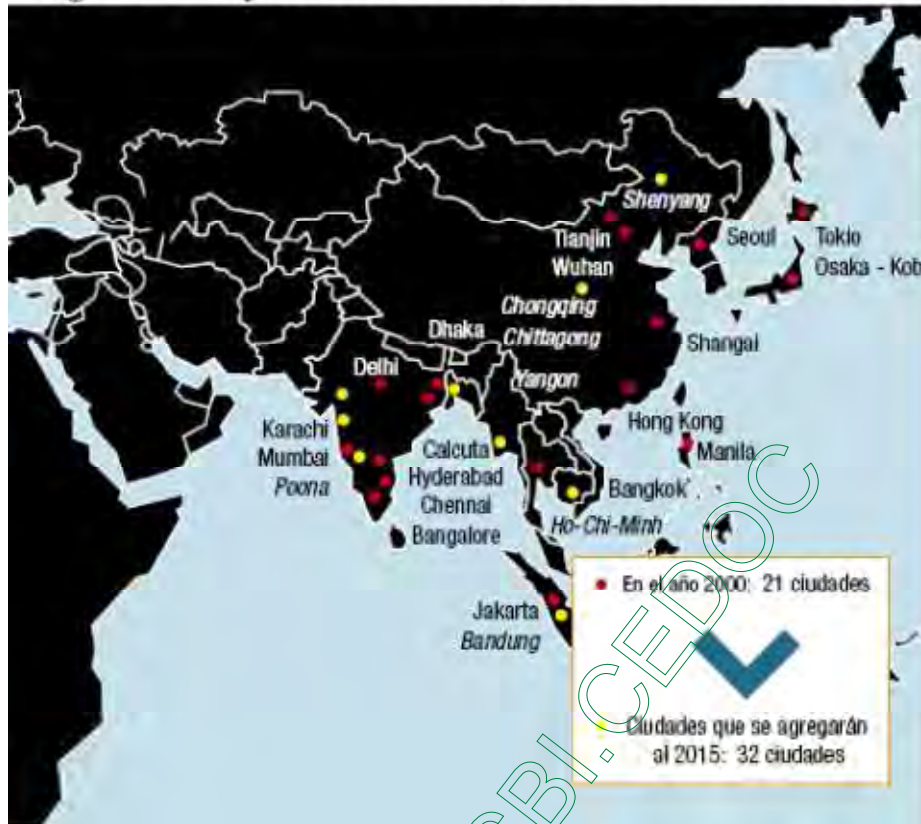 Shenyang
Tianjin
Wuhan
Seoul
Tokio
Osaka - Kob
Chongqing
Chittagong
Dhaka
Shangai
Delhi
Yangon
Hong Kong
Karachi
Mumbai
Poona
Calcuta
Hyderabad
Chennai
Bangalore
Manila
Bangkok
Ho-Chi-Minh
Jakarta
Bandung
En el año 2000: 21 ciudades
Ciudades que se agregarán
al 2015: 32 ciudades
SBI.CEDOC